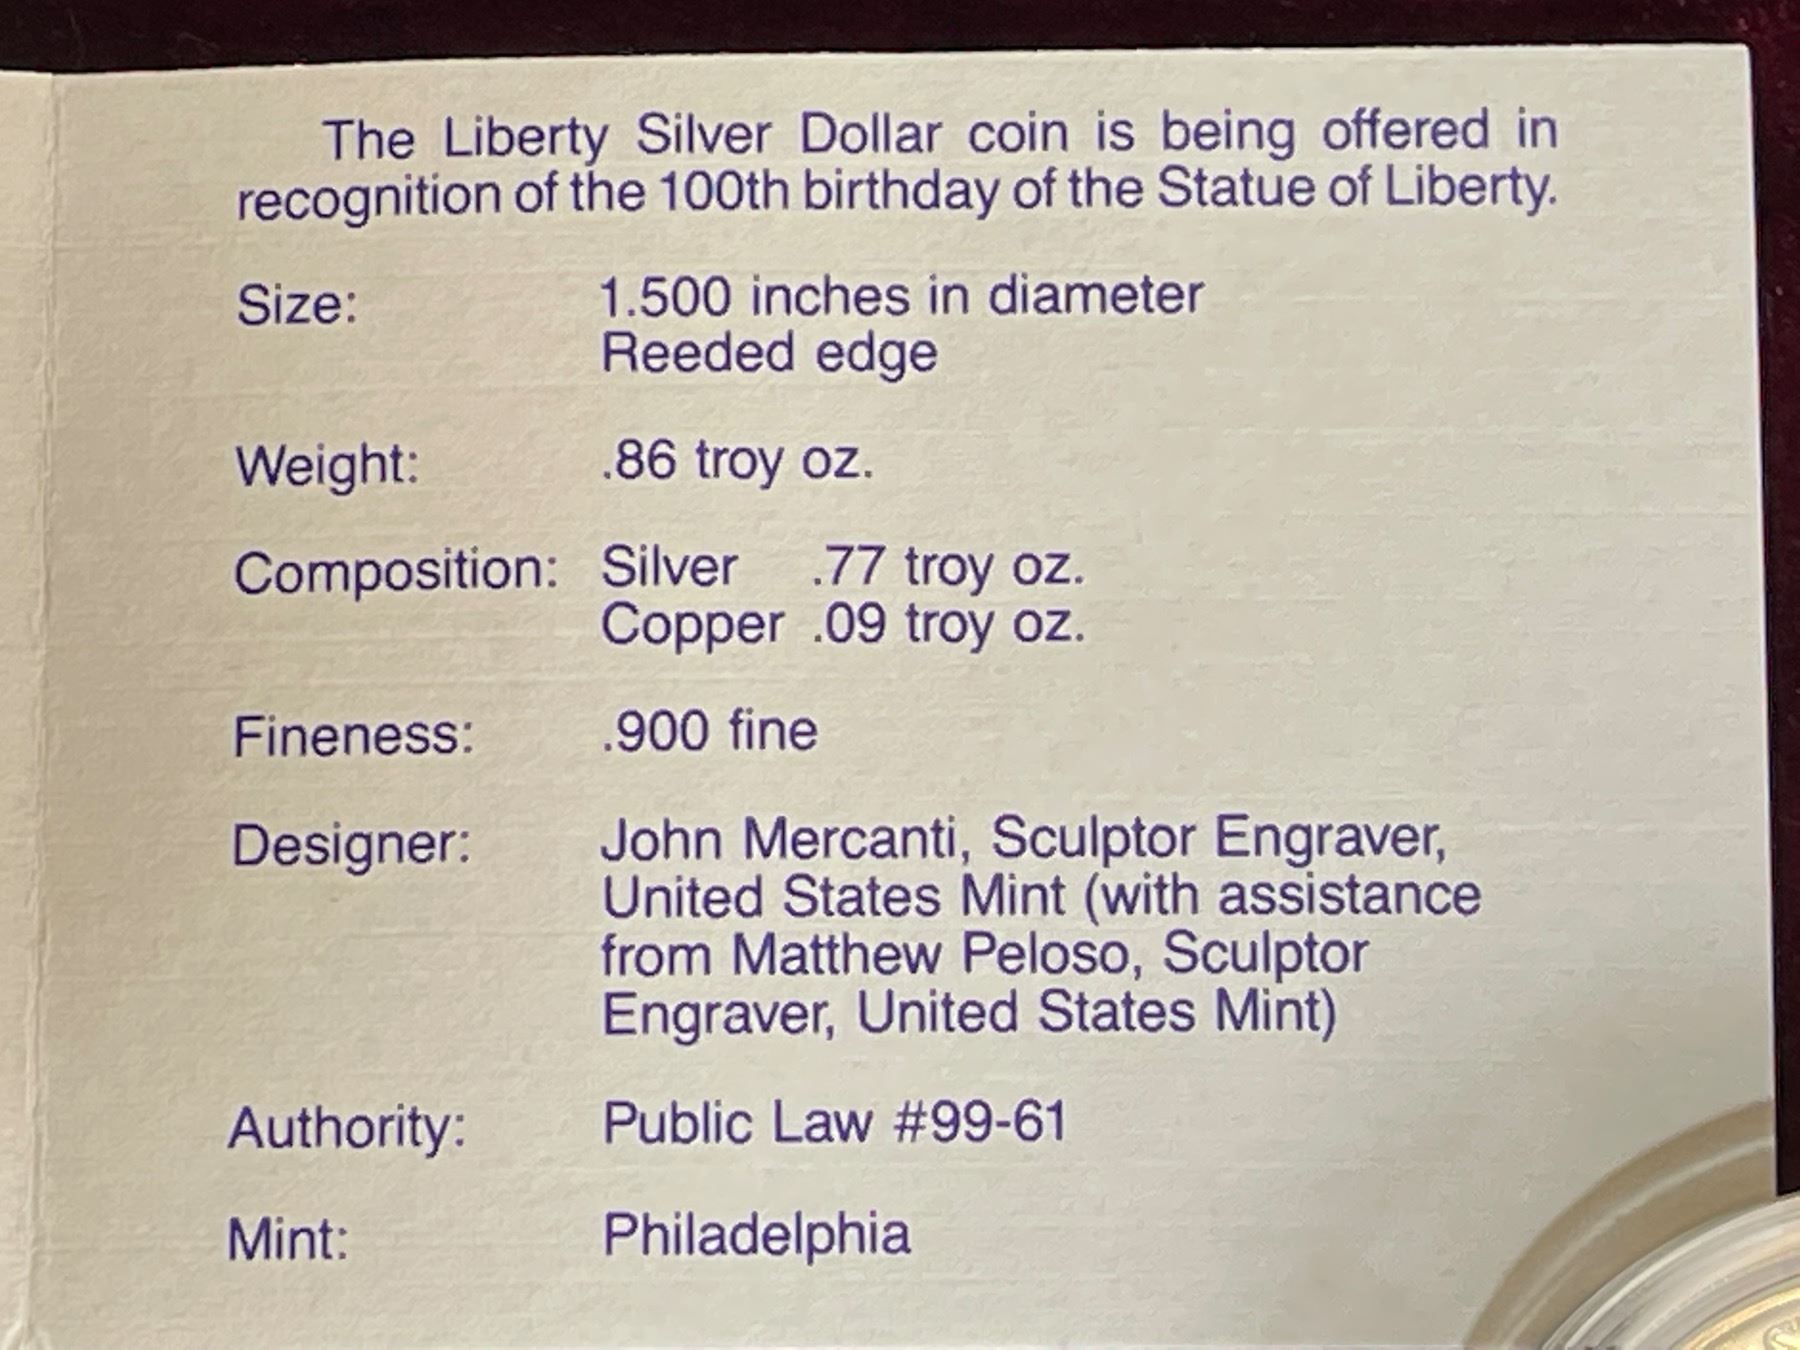 The Liberty Silver Dollar coin is being offered in
recognition of the 100th birthday of the Statue of Liberty.
Size: 1.500 inches in diameter
Reeded edge
Weight: .86 troy oz.
Composition: Silver .77 troy oz.
Copper .09 troy oz.
Fineness: .900 fine
Designer: John Mercanti, Sculptor Engraver,
United States Mint (with assistance
from Matthew Peloso, Sculptor
Engraver, United States Mint)
Authority: Public Law #99-61
Mint: Philadelphia